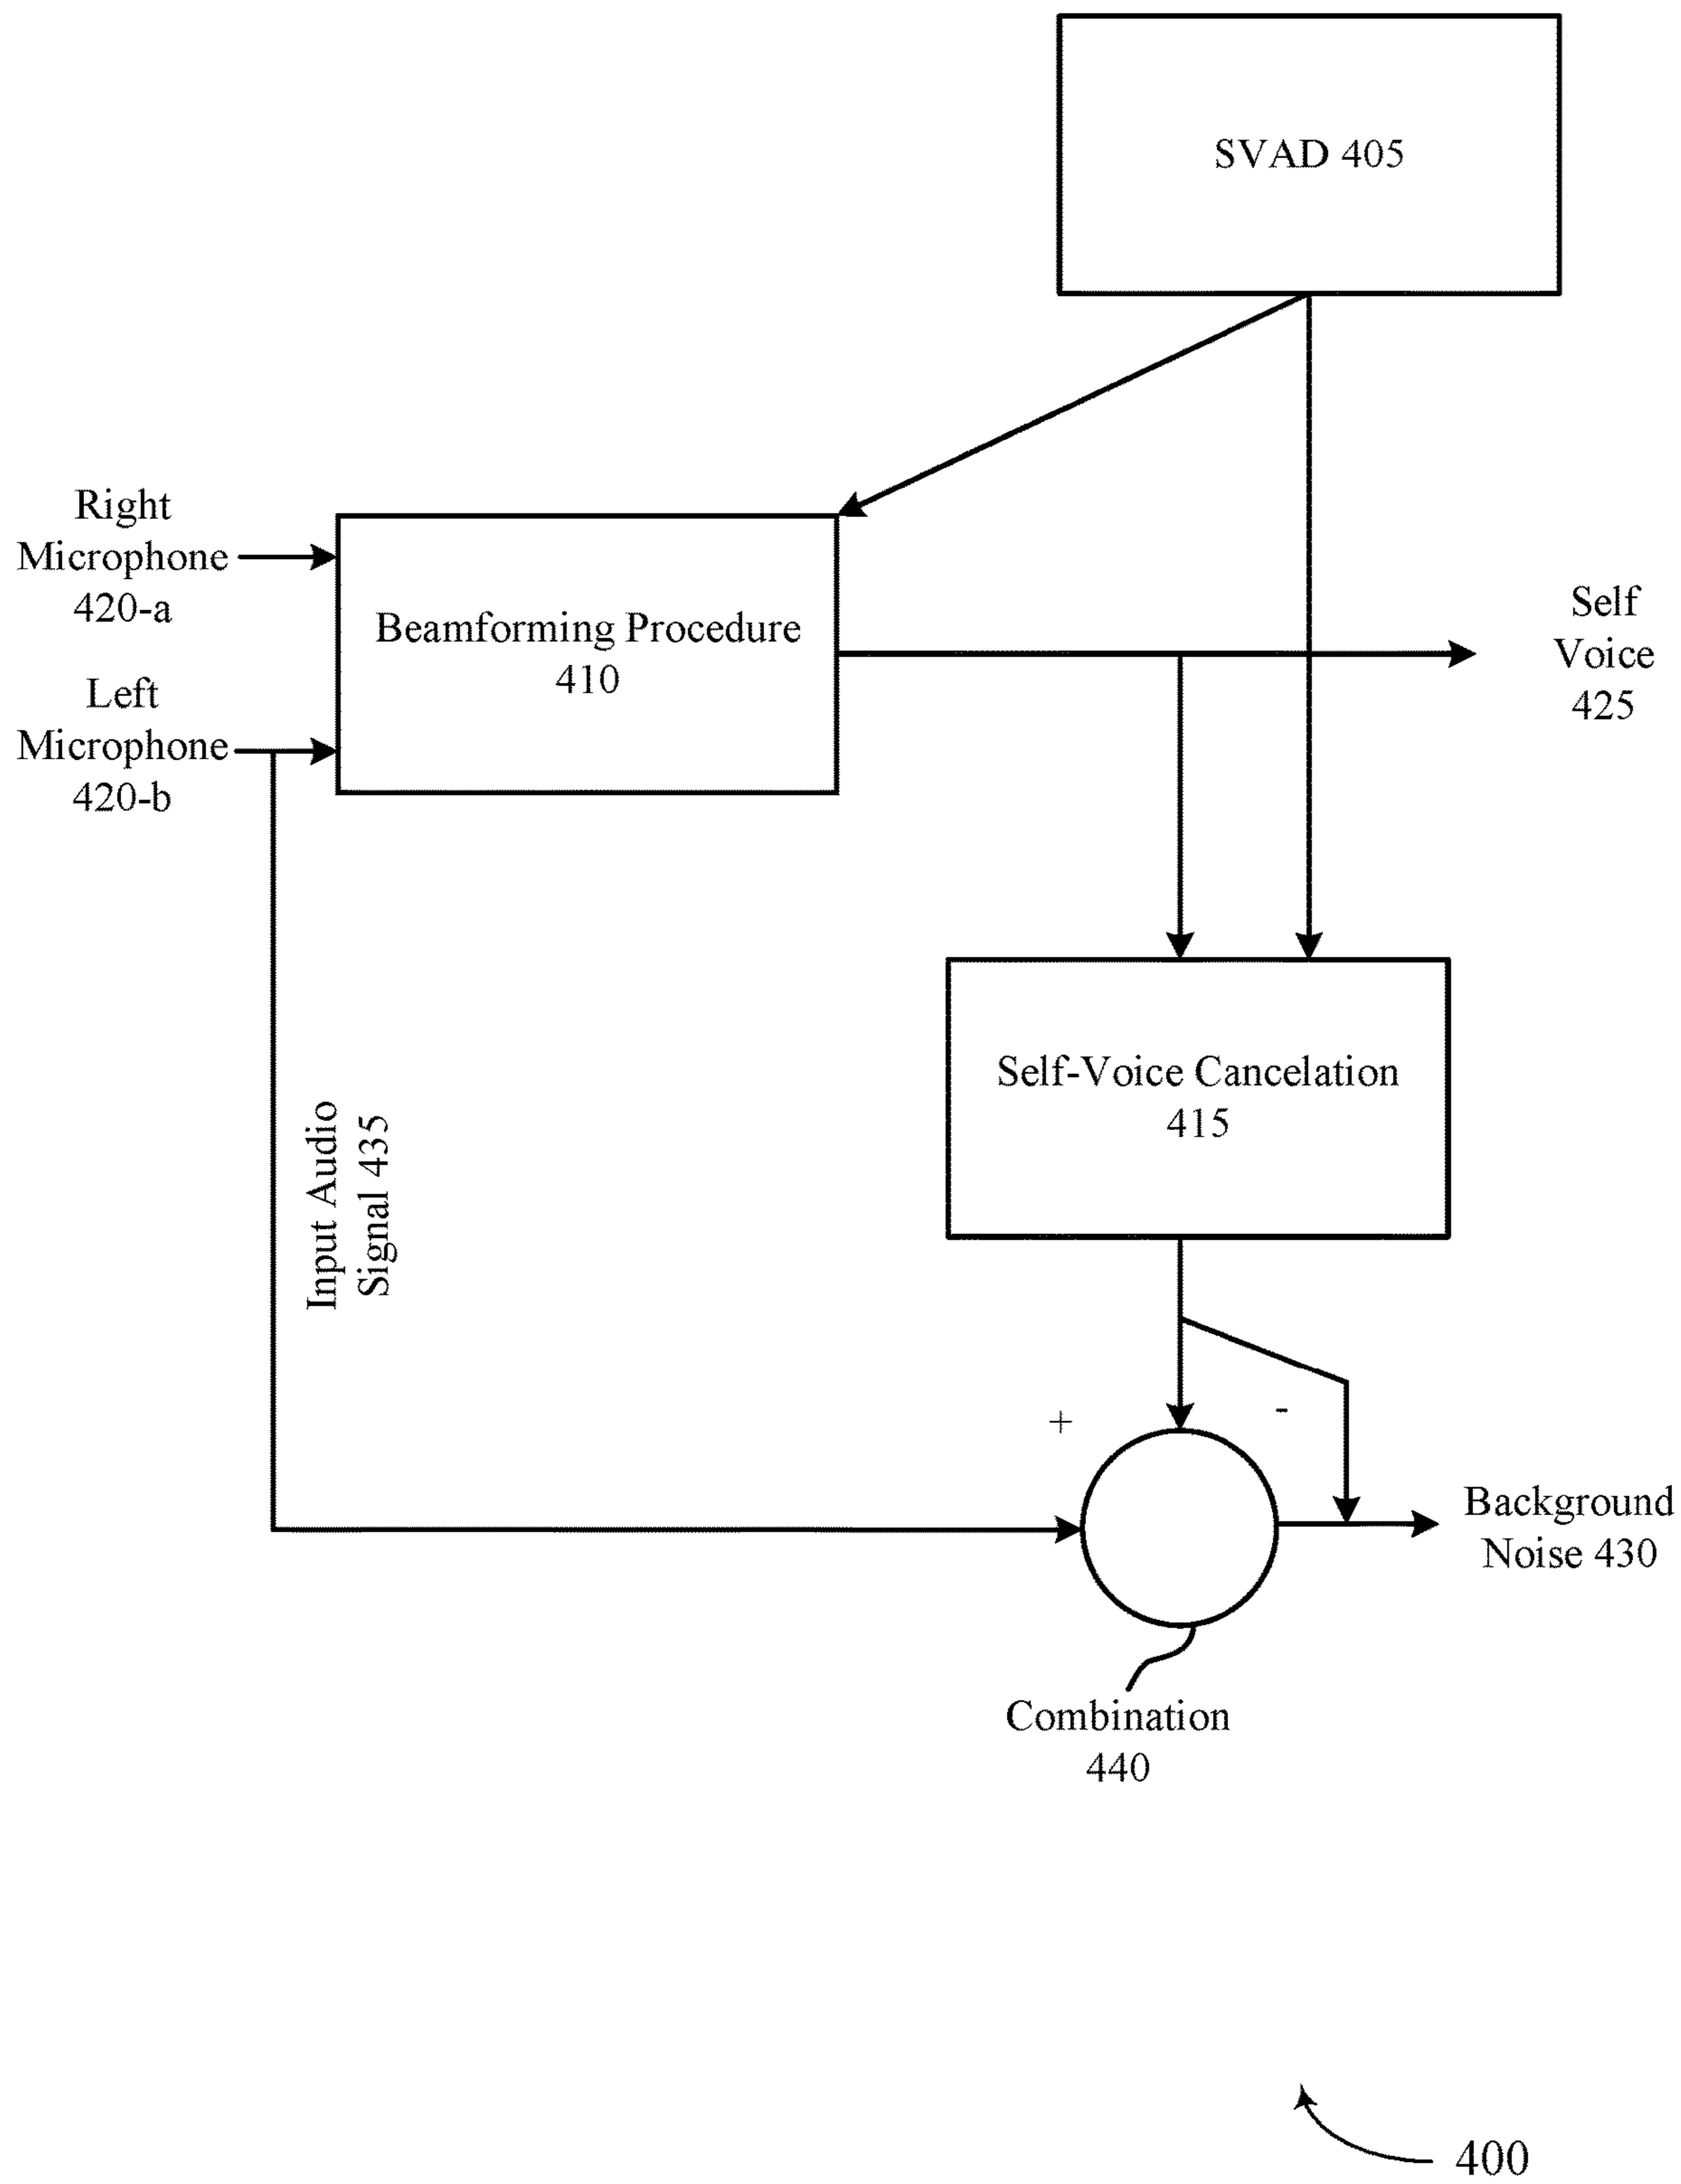 SVAD 405
Right
Microphone
420-a
Beamforming Procedure
410
Self
Voice
425
Left
Microphone
420-b
Self-Voice Cancelation
415
Input Audio
Signal 435
+
-
Background
Noise 430
Combination
440
400